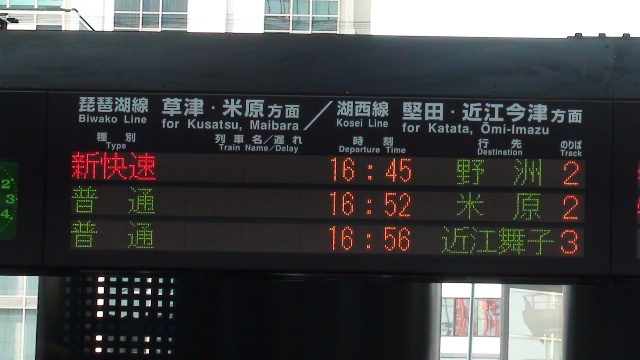 琵琶湖線 草津・米原方面 / 湖西線 堅田・近江今津方面
Biwako Line for Kusatsu, Maibara Kosei Line for Katata, Ōmi-Imazu
種別 列車名/遅れ 時刻 行先 のりば
Type Train Name/Delay Departure Time Destination Track
新快速 16:45 野洲 2
普通 16:52 米原 2
普通 16:56 近江舞子 3
2
3
4